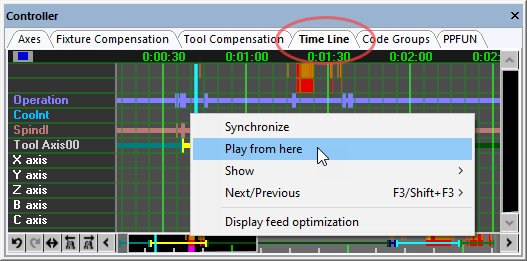 Controller
Axes Fixture Compensation Tool Compensation Time Line Code Groups PPFUN
0:00:30 0:01:00 0:01:30 0:02:00 0:02:
Operation
Coolnt
Spindl
Tool Axis00
X axis
Y axis
Z axis
B axis
C axis
Synchronize
Play from here
Show
Next/Previous F3/Shift+F3
Display feed optimization